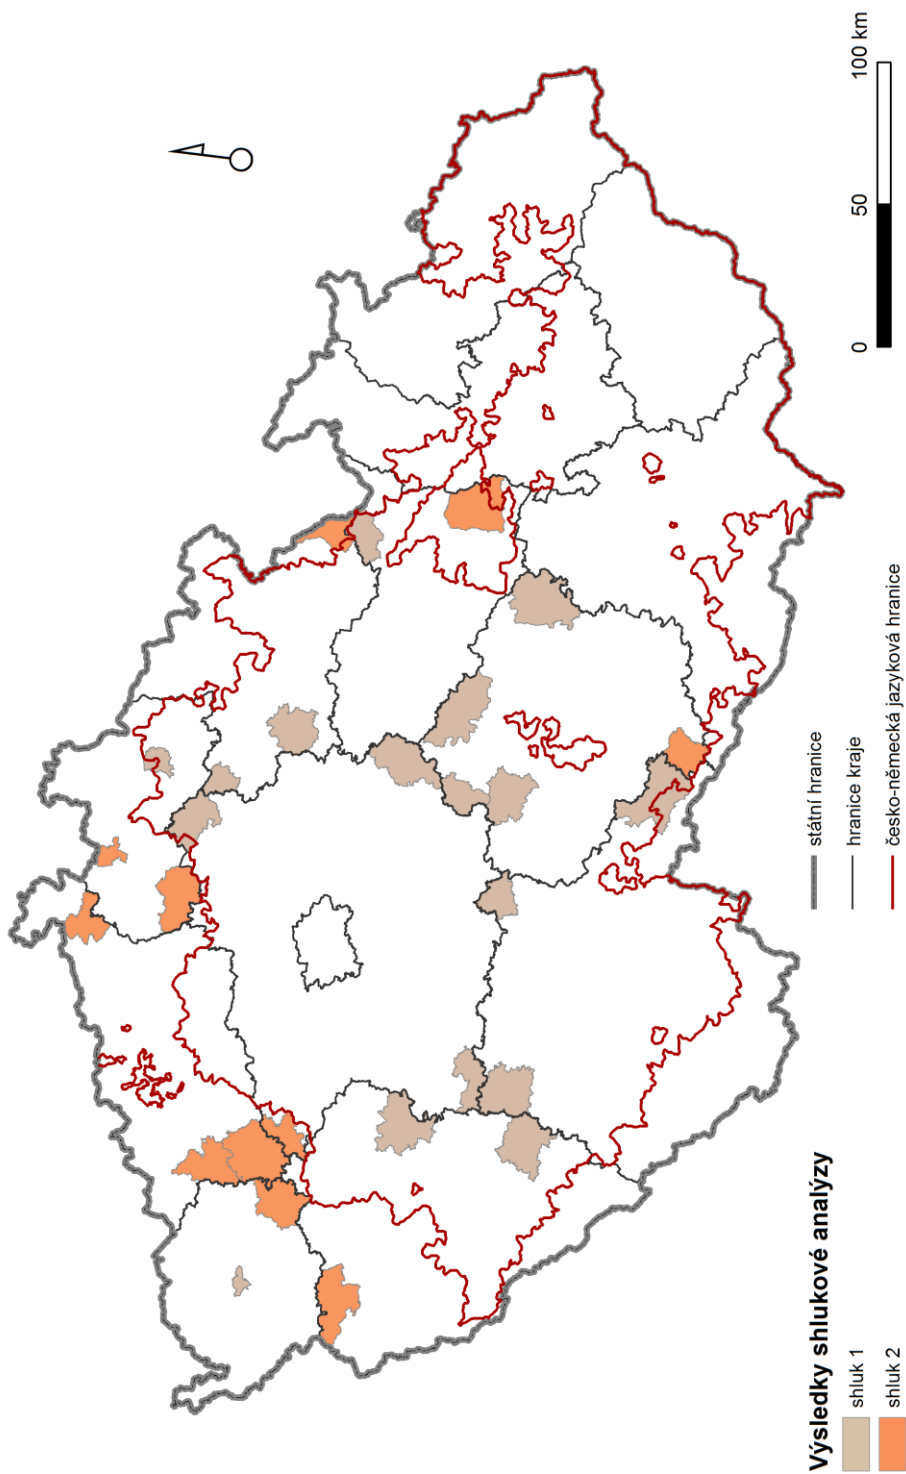 Výsledky shlukové analýzy
shluk 1
shluk 2
státní hranice
hranice kraje
česko-německá jazyková hranice
0 50 100 km